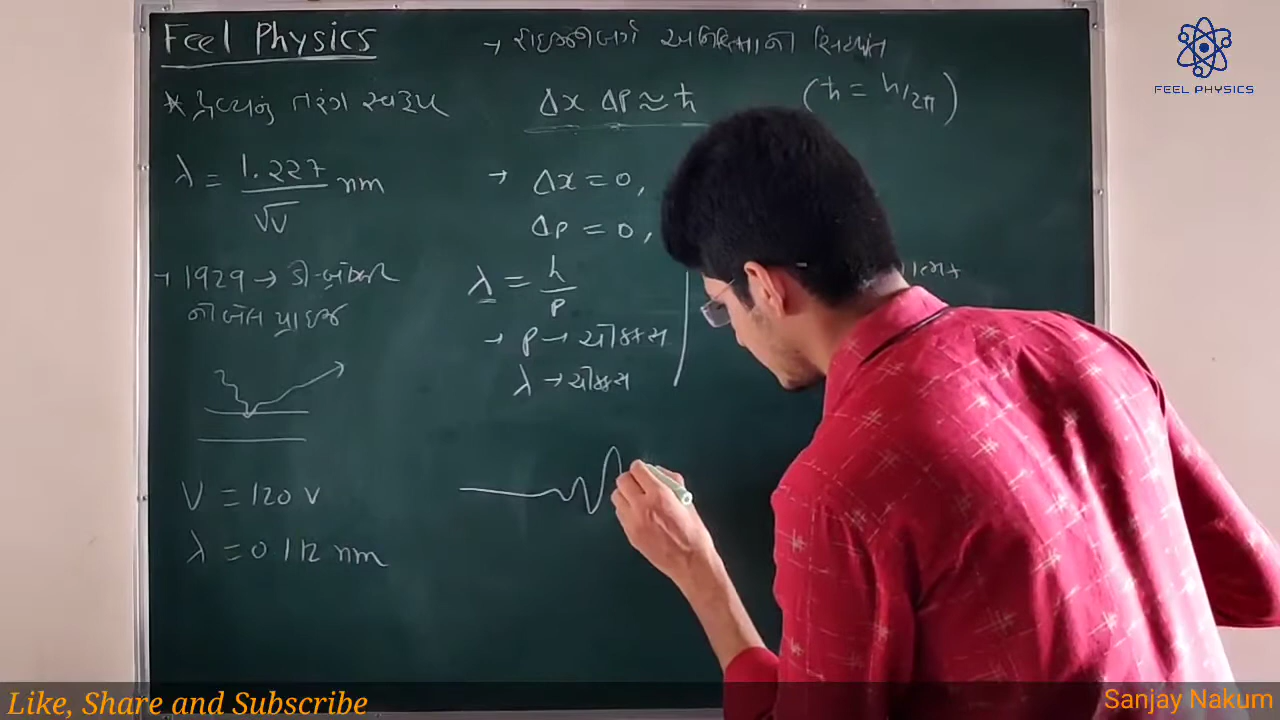 Feel Physics
* દ્રવ્યનું તરંગ સ્વરૂપ
λ = 1.227 / √V nm
→ 1929 → ડી-બ્રોગ્લી
નોબેલ પ્રાઇઝ
V = 120 V
λ = 0.112 nm
→ હાઇઝનબર્ગ અનિશ્ચિતતાનો સિદ્ધાંત
Δx Δp ≈ ħ (ħ = h/2π)
→ Δx = 0,
Δp = 0,
λ = h / p
→ p → ચોક્કસ
λ → ચોક્કસ
FEEL PHYSICS
Like, Share and Subscribe
Sanjay Nakum